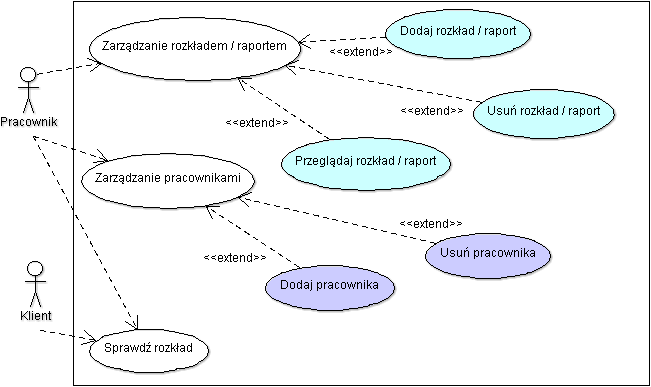 Dodaj rozkład / raport
Zarządzanie rozkładem / raportem
<<extend>>
<<extend>>
Usuń rozkład / raport
Pracownik
<<extend>>
Przeglądaj rozkład / raport
Zarządzanie pracownikami
<<extend>>
Usuń pracownika
<<extend>>
Dodaj pracownika
Klient
Sprawdź rozkład